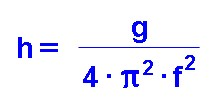 h = g / 4 · π² · f²